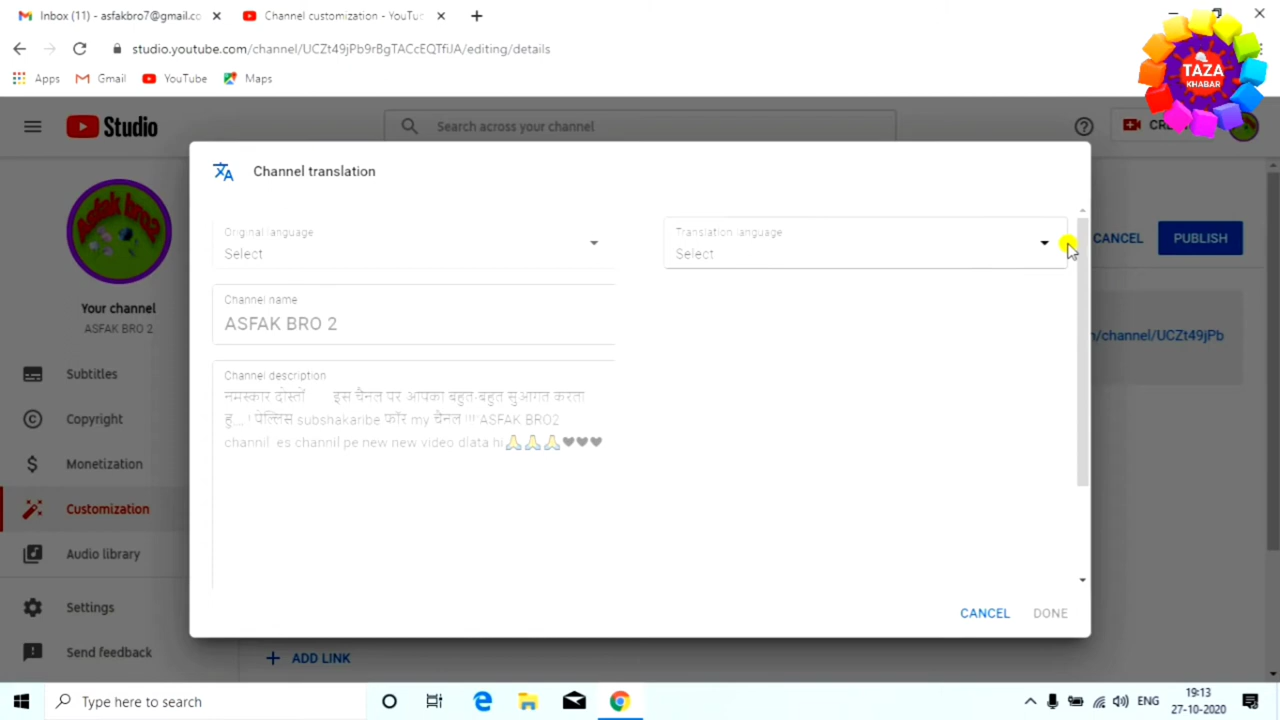 Inbox (11) - asfakbro7@gmail.co
Channel customization - YouTu
studio.youtube.com/channel/UCZt49jPb9rBgTACcEQTfiJA/editing/details
Apps Gmail YouTube Maps
TAZA
KHABAR
Studio
Search across your channel
Channel translation
Original language
Select
Translation language
Select
CANCEL PUBLISH
Channel name
ASFAK BRO 2
Your channel
ASFAK BRO 2
n/channel/UCZt49jPb
Channel description
नमस्कार दोस्तों इस चैनल पर आपका बहुत-बहुत सुआगत करता
हु... ! पेल्लिस subshakaribe फॉर my चैनल !!!'ASFAK BRO2
channil es channil pe new new video dlata hi🙏🙏🙏❤❤❤
Subtitles
Copyright
Monetization
Customization
Audio library
Settings
Send feedback
CANCEL DONE
ADD LINK
Type here to search
ENG
19:13
27-10-2020